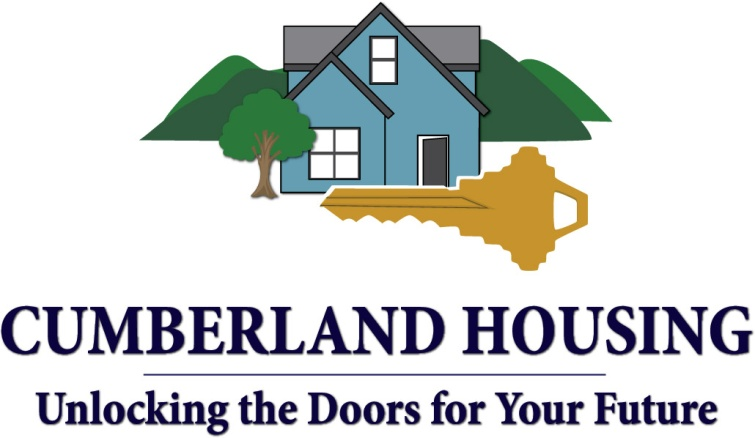 CUMBERLAND HOUSING
Unlocking the Doors for Your Future